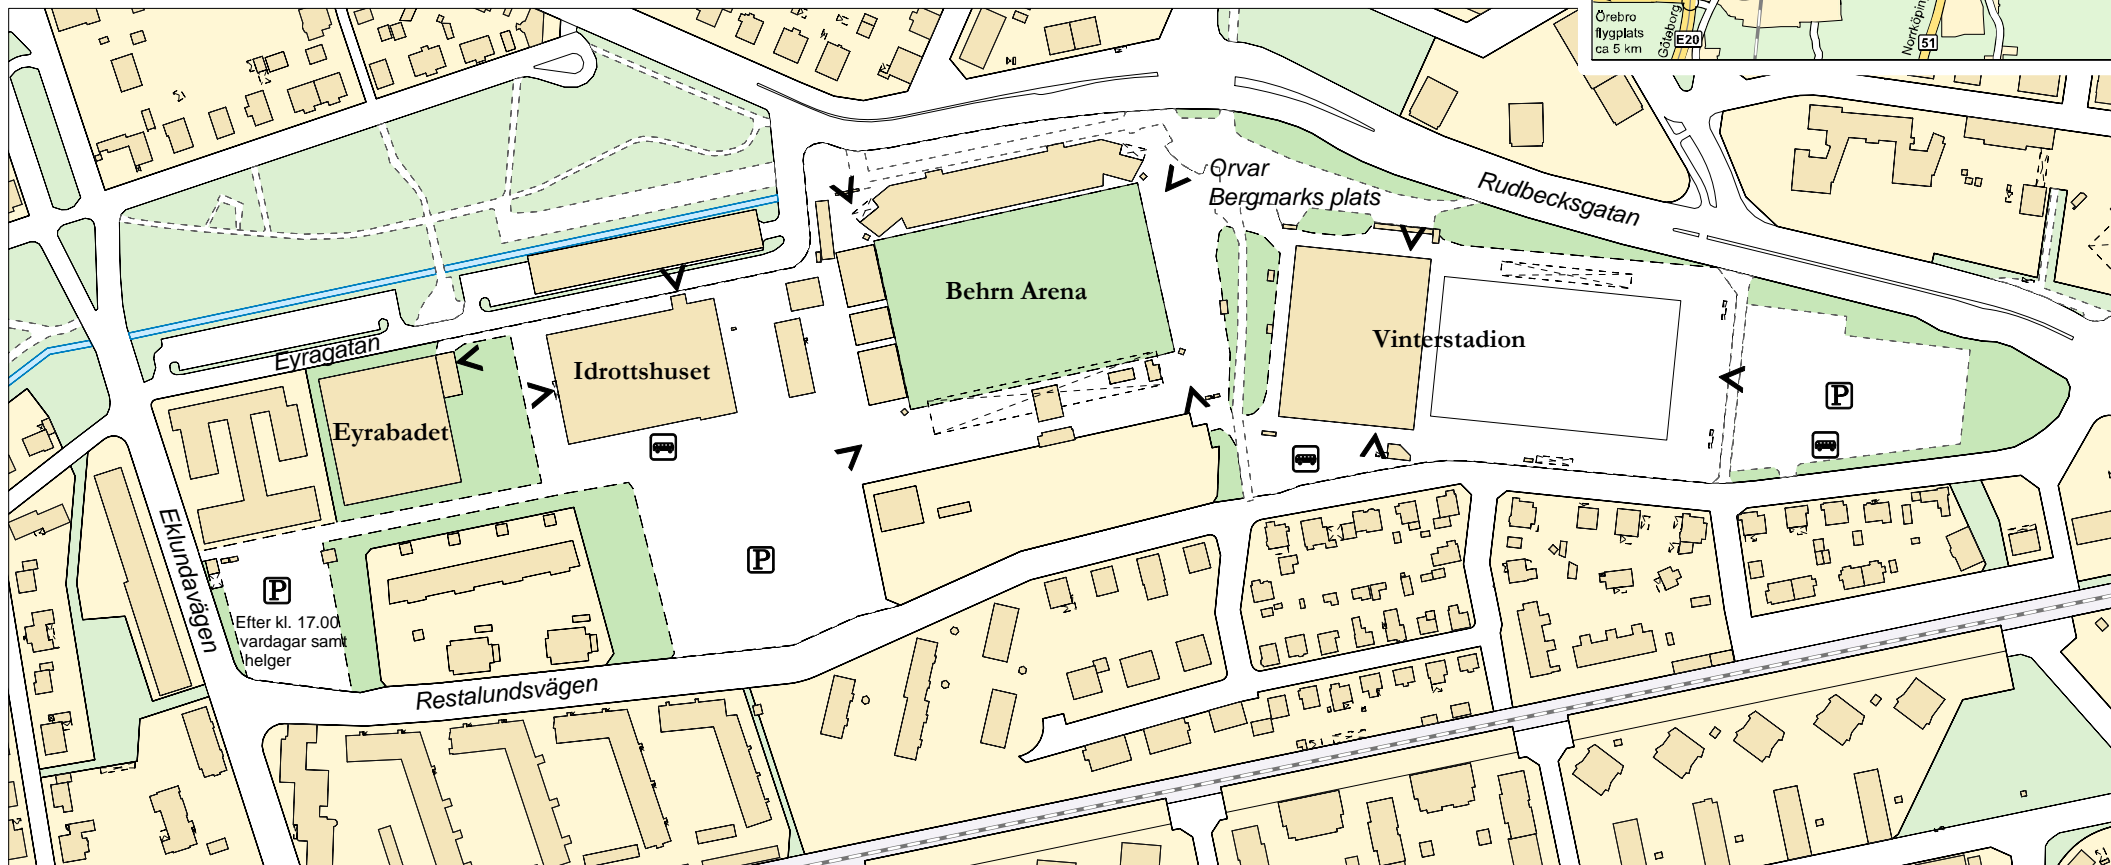 Örebro
flygplats
ca 5 km
Göteborg
E20
Norrköpin
51
Orvar
Bergmarks plats
Rudbecksgatan
Behrn Arena
Vinterstadion
Eyragatan
Idrottshuset
Eyrabadet
P
P
P
Efter kl. 17.00
vardagar samt
helger
Eklundavägen
Restalundsvägen